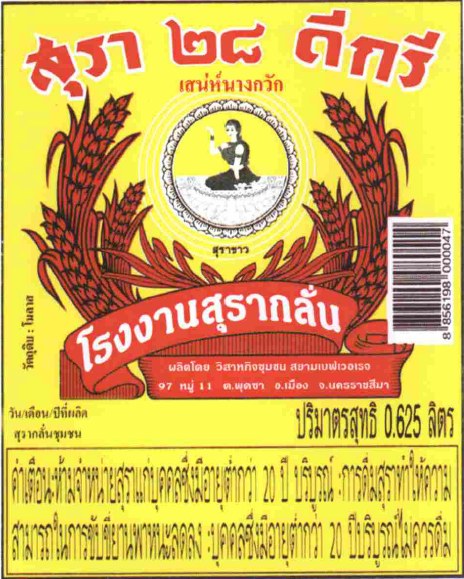 สุรา ๒๘ ดีกรี
เสน่ห์นางกวัก
สุราขาว
วัตถุดิบ : โมลาส
โรงงานสุรากลั่น
8 856198 000047
ผลิตโดย วิสาหกิจชุมชน สยามเบฟเวอเรจ
97 หมู่ 11 ต.พุดซา อ.เมือง จ.นครราชสีมา
วัน/เดือน/ปีที่ผลิต
สุรากลั่นชุมชน
ปริมาตรสุทธิ 0.625 ลิตร
คำเตือน:ห้ามจำหน่ายสุราแก่บุคคลซึ่งมีอายุต่ำกว่า 20 ปี บริบูรณ์ :การดื่มสุราทำให้ความ
สามารถในการขับขี่ยานพาหนะลดลง :บุคคลซึ่งมีอายุต่ำกว่า 20 ปีบริบูรณ์ไม่ควรดื่ม